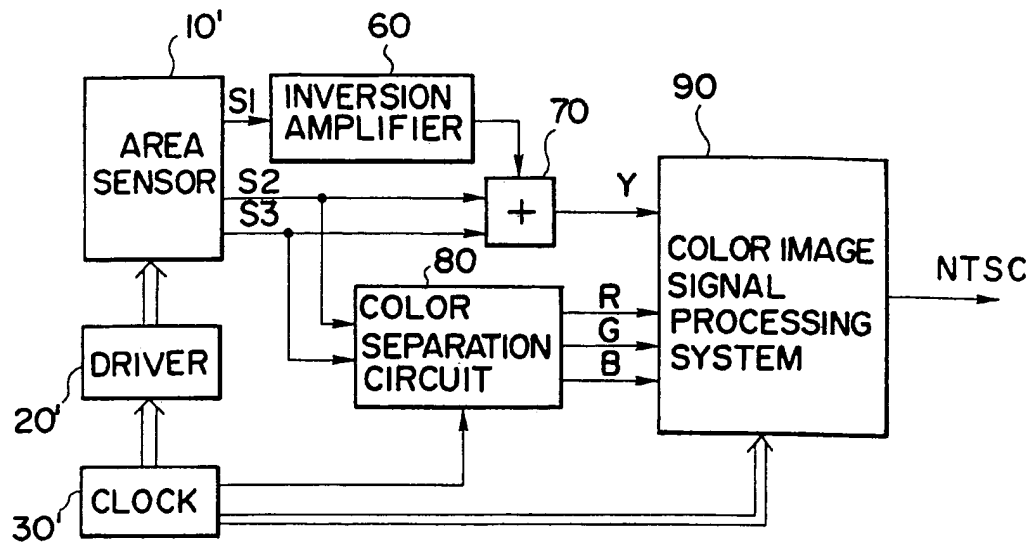 10'
60
S1
INVERSION
AMPLIFIER
70
90
AREA
SENSOR
S2
S3
+
Y
80
COLOR
SEPARATION
CIRCUIT
R
G
B
COLOR IMAGE
SIGNAL
PROCESSING
SYSTEM
NTSC
DRIVER
20'
CLOCK
30'